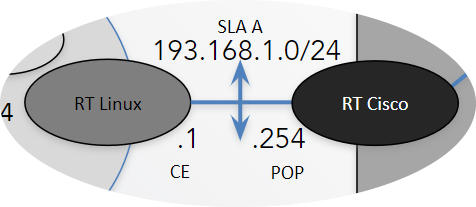 SLA A
193.168.1.0/24
4
RT Linux
RT Cisco
.1
.254
CE
POP